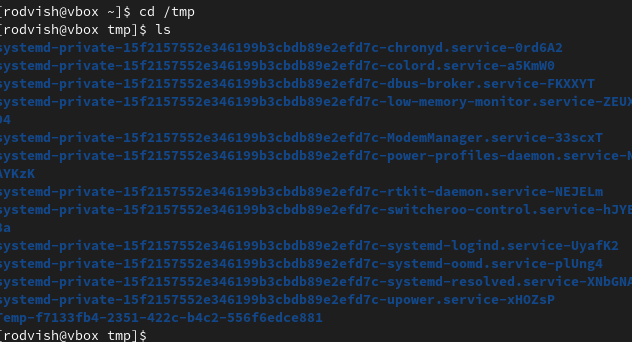 [rodvish@vbox ~]$ cd /tmp
[rodvish@vbox tmp]$ ls
systemd-private-15f2157552e346199b3cbdb89e2efd7c-chronyd.service-0rd6A2
systemd-private-15f2157552e346199b3cbdb89e2efd7c-colord.service-a5KmW0
systemd-private-15f2157552e346199b3cbdb89e2efd7c-dbus-broker.service-FKXXYT
systemd-private-15f2157552e346199b3cbdb89e2efd7c-low-memory-monitor.service-ZEUX
04
systemd-private-15f2157552e346199b3cbdb89e2efd7c-ModemManager.service-33scxT
systemd-private-15f2157552e346199b3cbdb89e2efd7c-power-profiles-daemon.service-N
AYKzK
systemd-private-15f2157552e346199b3cbdb89e2efd7c-rtkit-daemon.service-NEJELm
systemd-private-15f2157552e346199b3cbdb89e2efd7c-switcheroo-control.service-hJYE
3a
systemd-private-15f2157552e346199b3cbdb89e2efd7c-systemd-logind.service-UyafK2
systemd-private-15f2157552e346199b3cbdb89e2efd7c-systemd-oomd.service-plUng4
systemd-private-15f2157552e346199b3cbdb89e2efd7c-systemd-resolved.service-XNbGNA
systemd-private-15f2157552e346199b3cbdb89e2efd7c-upower.service-xHOZsP
Temp-f7133fb4-2351-422c-b4c2-556f6edce881
[rodvish@vbox tmp]$